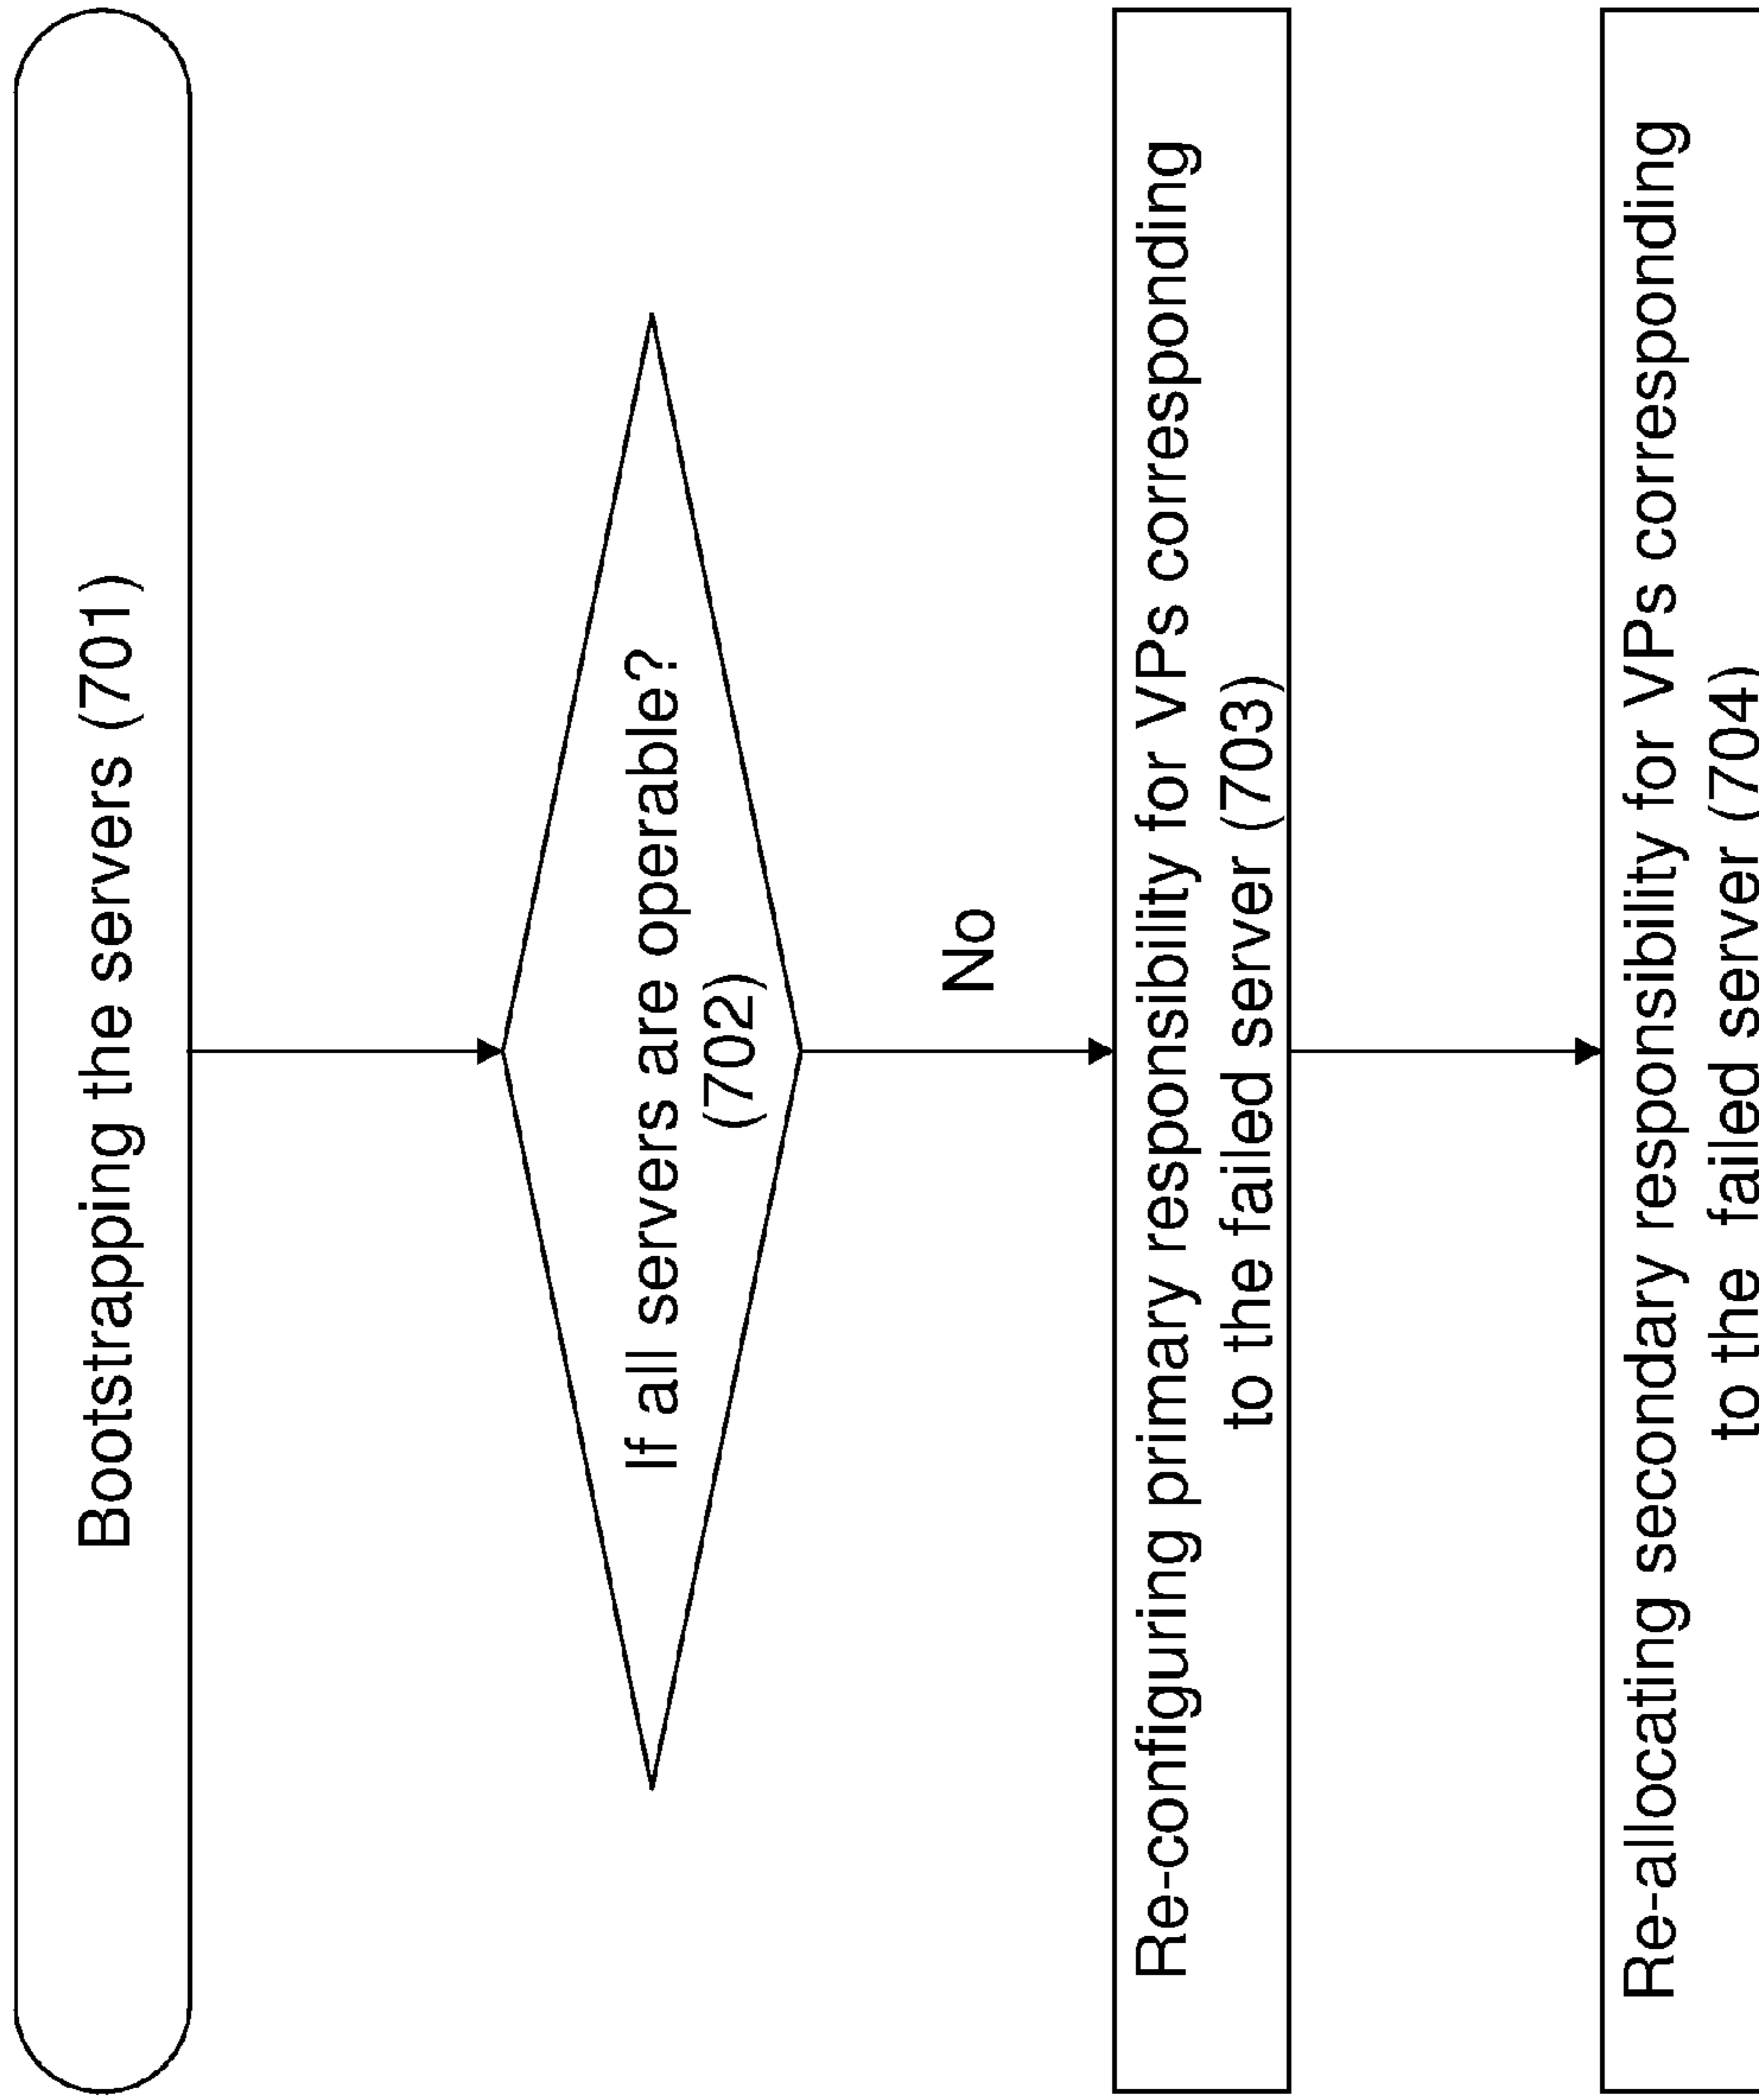 Bootstrapping the servers (701)
If all servers are operable?
(702)
No
Re-configuring primary responsibility for VPs corresponding
to the failed server (703)
Re-allocating secondary responsibility for VPs corresponding
to the failed server (704)